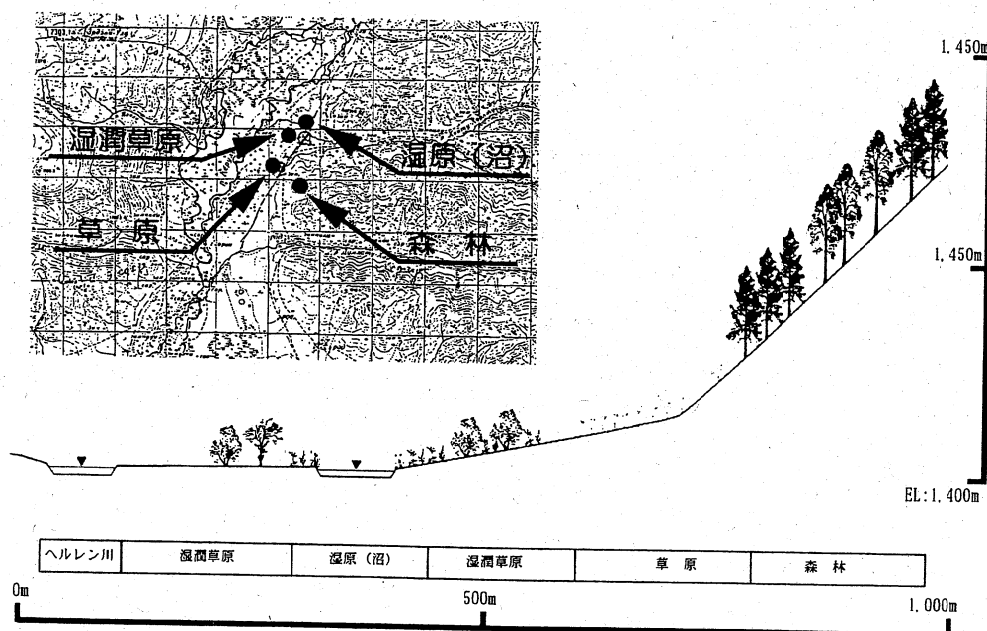 湿潤草原
湿原（沼）
草 原
森 林
1,450m
1,450m
EL:1,400m
ヘルレン川 湿潤草原 湿原（沼） 湿潤草原 草 原 森 林
0m 500m 1,000m